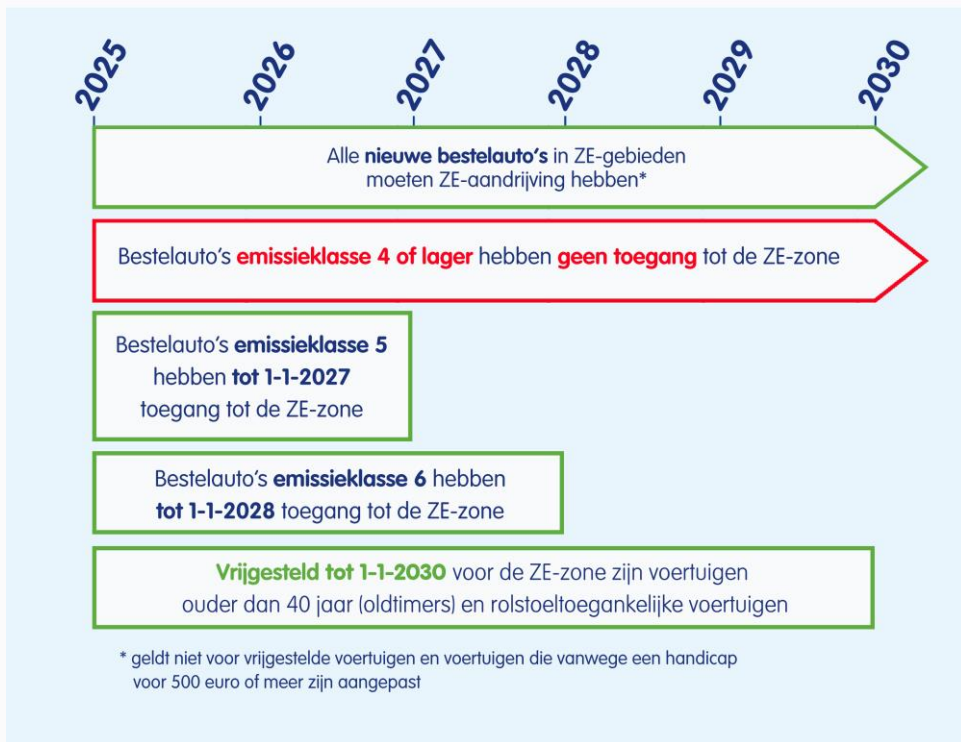 2025
2026
2027
2028
2029
2030
Alle nieuwe bestelauto's in ZE-gebieden
moeten ZE-aandrijving hebben*
Bestelauto's emissieklasse 4 of lager hebben geen toegang tot de ZE-zone
Bestelauto's emissieklasse 5
hebben tot 1-1-2027
toegang tot de ZE-zone
Bestelauto's emissieklasse 6 hebben
tot 1-1-2028 toegang tot de ZE-zone
Vrijgesteld tot 1-1-2030 voor de ZE-zone zijn voertuigen
ouder dan 40 jaar (oldtimers) en rolstoeltoegankelijke voertuigen
* geldt niet voor vrijgestelde voertuigen en voertuigen die vanwege een handicap
voor 500 euro of meer zijn aangepast